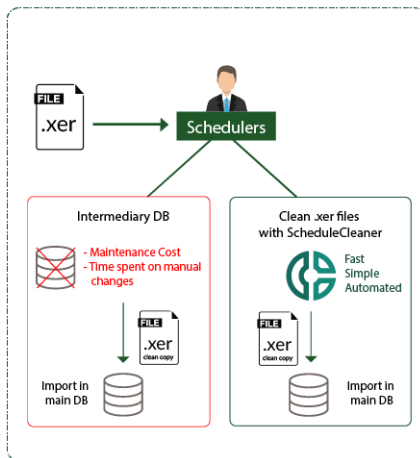 FILE
.xer
Schedulers
Intermediary DB
- Maintenance Cost
- Time spent on manual
changes
FILE
.xer
clean copy
Import in
main DB
Clean .xer files
with ScheduleCleaner
Fast
Simple
Automated
FILE
.xer
clean copy
Import in
main DB